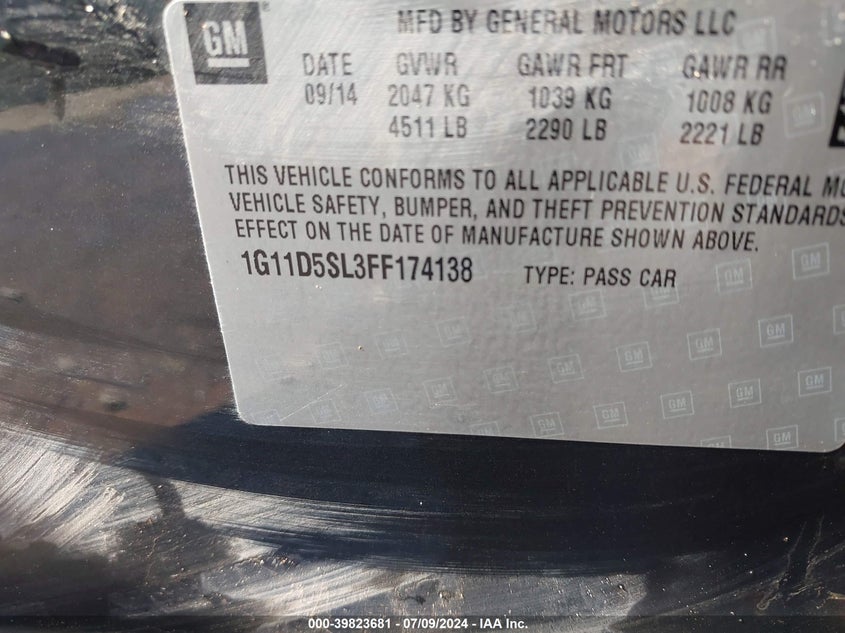 GM
MFD BY GENERAL MOTORS LLC
DATE GVWR GAWR FRT GAWR RR
09/14 2047 KG 1039 KG 1008 KG
4511 LB 2290 LB 2221 LB
THIS VEHICLE CONFORMS TO ALL APPLICABLE U.S. FEDERAL MO
VEHICLE SAFETY, BUMPER, AND THEFT PREVENTION STANDARDS
EFFECT ON THE DATE OF MANUFACTURE SHOWN ABOVE.
1G11D5SL3FF174138 TYPE: PASS CAR
000-39823681 / 07/09/2024 - IAA Inc.